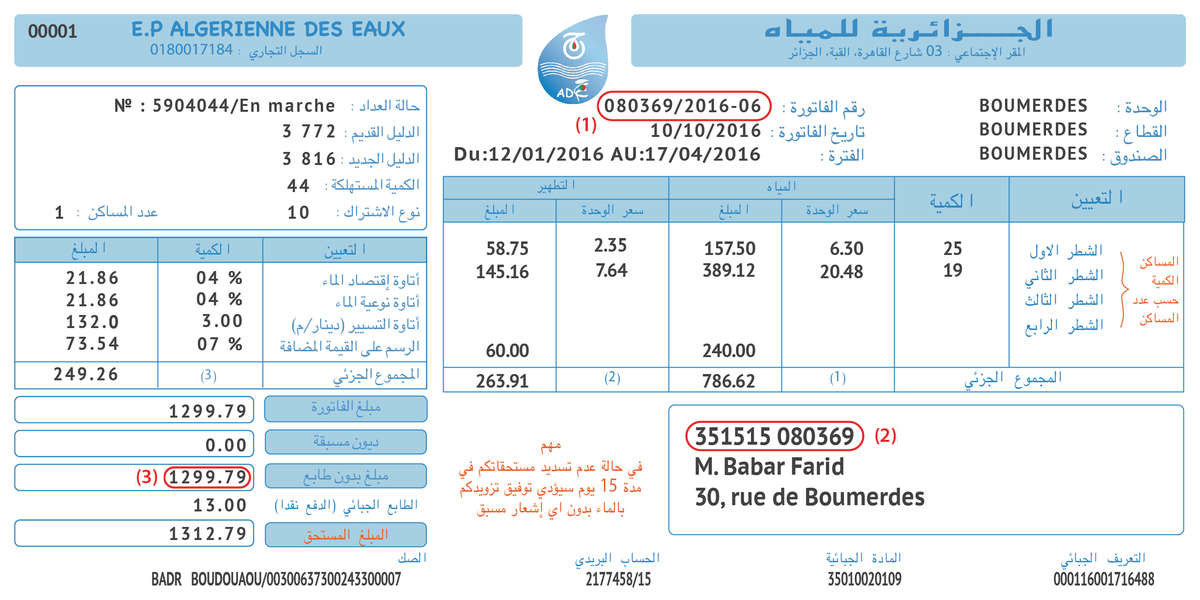 00001
E.P ALGERIENNE DES EAUX
السجل التجاري : 0180017184
الجـزائرية للمياه
المقر الإجتماعي : 03 شارع القاهرة، القبة، الجزائر
ADE
حالة العداد : Nº : 5904044/En marche
الدليل القديم : 3 772
الدليل الجديد : 3 816
الكمية المستهلكة : 44
نوع الاشتراك : 10
عدد المساكن : 1
رقم الفاتورة : 080369/2016-06
(1)
تاريخ الفاتورة : 10/10/2016
الفترة : Du:12/01/2016 AU:17/04/2016
الوحدة : BOUMERDES
القطاع : BOUMERDES
الصندوق : BOUMERDES
التعيين الكمية المياه التطهير
سعر الوحدة المبلغ سعر الوحدة المبلغ
الشطر الاول 25 6.30 157.50 2.35 58.75
الشطر الثاني 19 20.48 389.12 7.64 145.16
الشطر الثالث
الشطر الرابع
المساكن
الكمية
حسب عدد
المساكن
240.00 60.00
المجموع الجزئي (1) 786.62 (2) 263.91
التعيين الكمية المبلغ
أتاوة إقتصاد الماء 04 % 21.86
أتاوة نوعية الماء 04 % 21.86
أتاوة التسيير (دينار/م) 3.00 132.0
الرسم على القيمة المضافة 07 % 73.54
المجموع الجزئي (3) 249.26
مبلغ الفاتورة 1299.79
ديون مسبقة 0.00
مبلغ بدون طابع 1299.79 (3)
الطابع الجبائي (الدفع نقدا) 13.00
المبلغ المستحق 1312.79
مهم
في حالة عدم تسديد مستحقاتكم في
مدة 15 يوم سيؤدي توفيق تزويدكم
بالماء بدون اي إشعار مسبق
351515 080369 (2)
M. Babar Farid
30, rue de Boumerdes
التعريف الجبائي
000116001716488
المادة الجبائية
35010020109
الحساب البريدي
2177458/15
الصك
BADR BOUDOUAOU/00300637300243300007